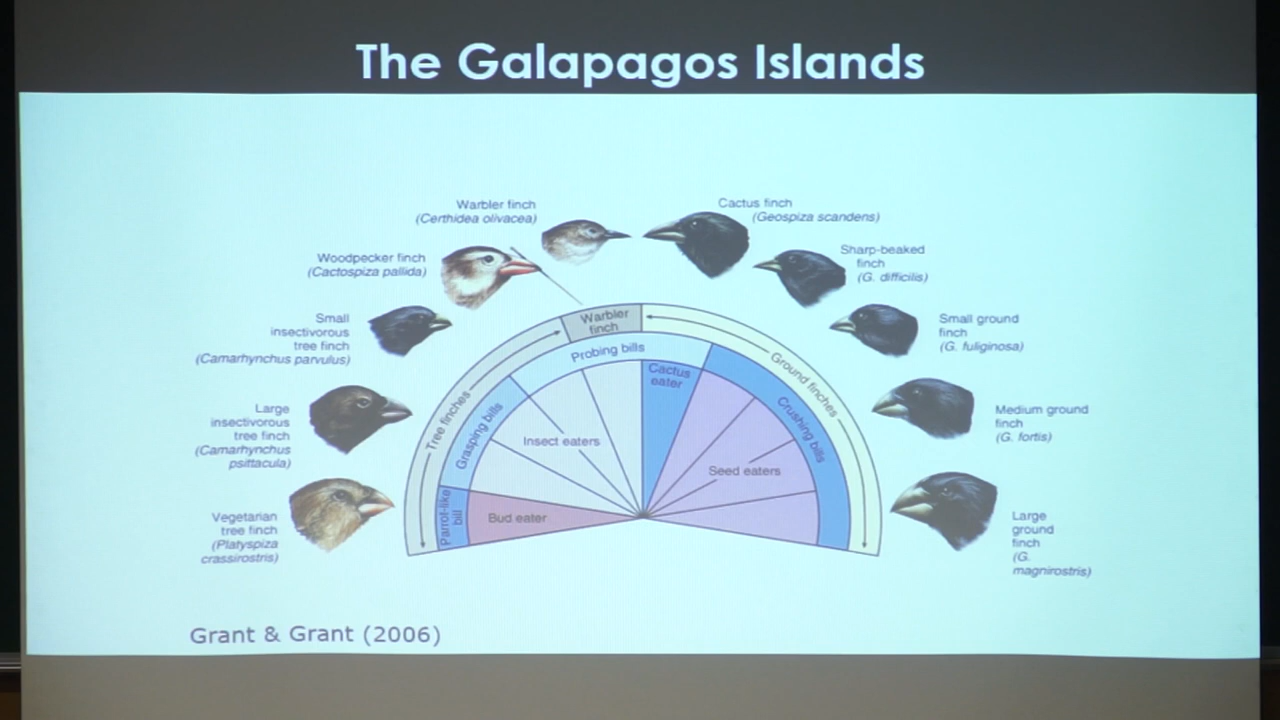 The Galapagos Islands
Warbler finch
(Certhidea olivacea)
Cactus finch
(Geospiza scandens)
Woodpecker finch
(Cactospiza pallida)
Sharp-beaked
finch
(G. difficilis)
Small
insectivorous
tree finch
(Camarhynchus parvulus)
Small ground
finch
(G. fuliginosa)
Large
insectivorous
tree finch
(Camarhynchus
psittacula)
Medium ground
finch
(G. fortis)
Vegetarian
tree finch
(Platyspiza
crassirostris)
Large
ground
finch
(G.
magnirostris)
Warbler
finch
Tree finches
Ground finches
Probing bills
Grasping bills
Crushing bills
Parrot-like
bill
Cactus
eater
Insect eaters
Seed eaters
Bud eater
Grant & Grant (2006)